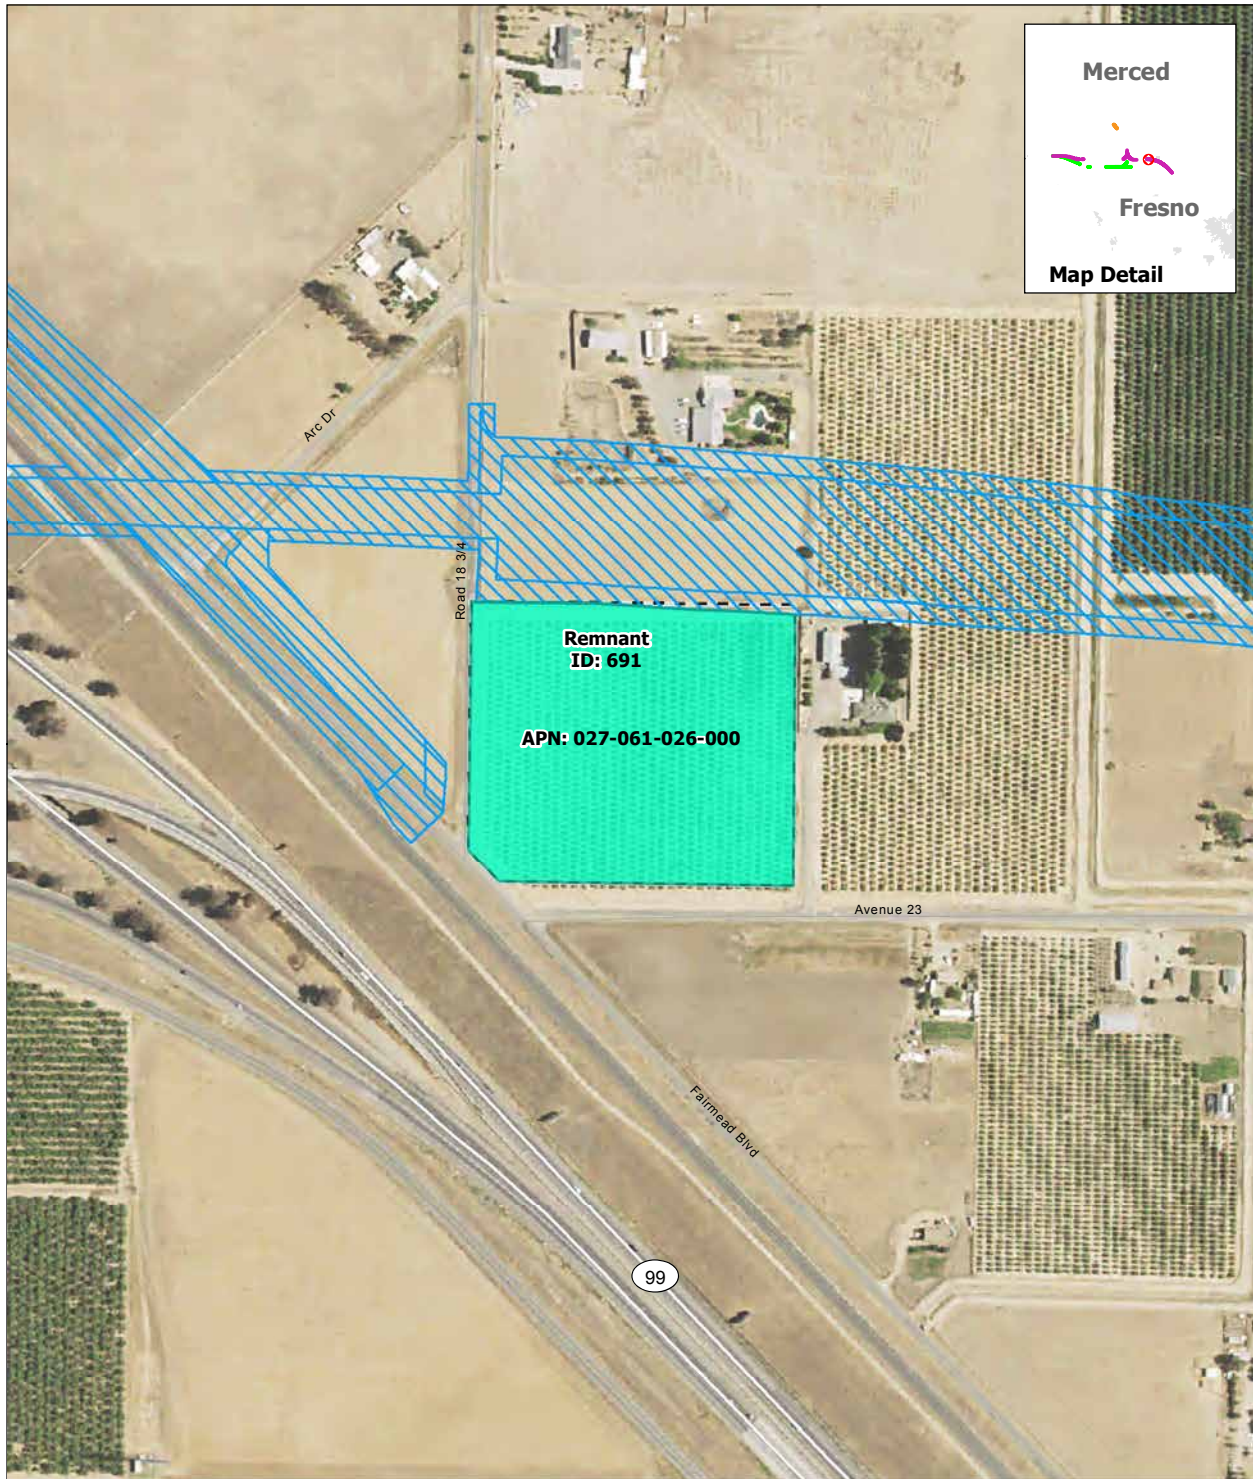 Merced
Fresno
Map Detail
Arc Dr
Road 18 3/4
Remnant
ID: 691
APN: 027-061-026-000
Avenue 23
Fairmead Blvd
99